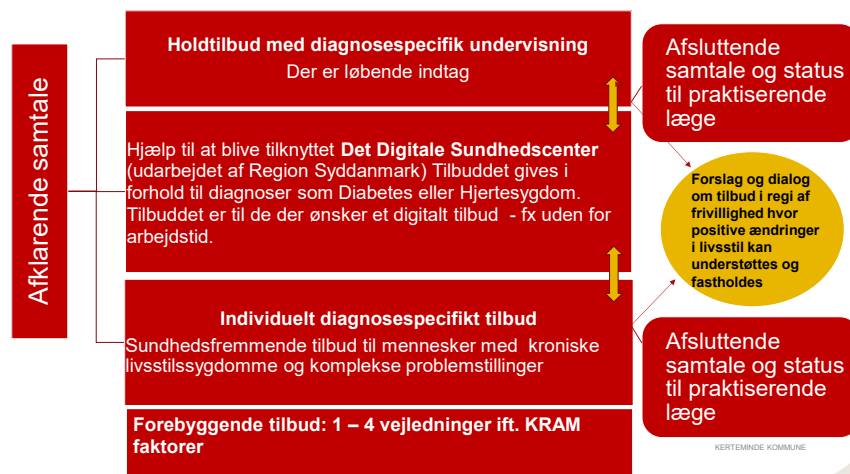 Afklarende samtale
Holdtilbud med diagnosespecifik undervisning
Der er løbende indtag
Hjælp til at blive tilknyttet Det Digitale Sundhedscenter
(udarbejdet af Region Syddanmark) Tilbuddet gives i
forhold til diagnoser som Diabetes eller Hjertesygdom.
Tilbuddet er til de der ønsker et digitalt tilbud - fx uden for
arbejdstid.
Individuelt diagnosespecifikt tilbud
Sundhedsfremmende tilbud til mennesker med kroniske
livsstilssygdomme og komplekse problemstillinger
Forebyggende tilbud: 1 – 4 vejledninger ift. KRAM
faktorer
Afsluttende
samtale og status
til praktiserende
læge
Forslag og dialog
om tilbud i regi af
frivillighed hvor
positive ændringer
i livsstil kan
understøttes og
fastholdes
Afsluttende
samtale og status
til praktiserende
læge
KERTEMINDE KOMMUNE